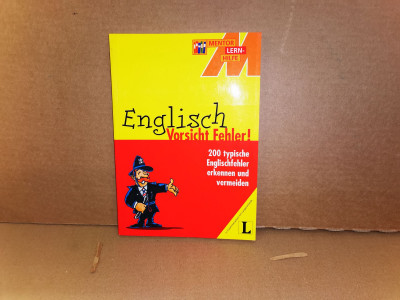 MENTOR
LERN-
HILFE
Englisch
Vorsicht Fehler!
200 typische
Englischfehler
erkennen und
vermeiden
L